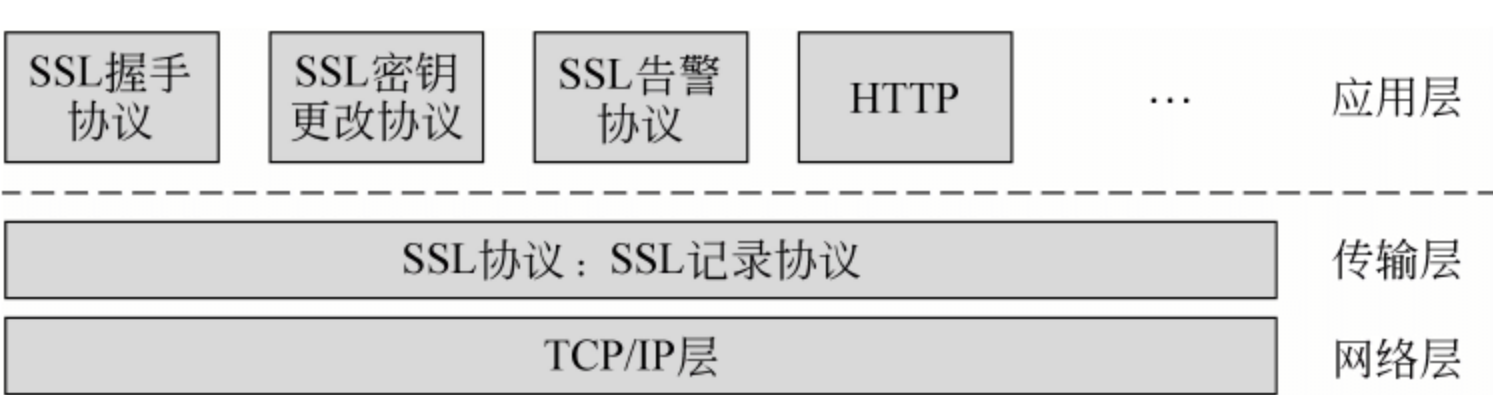 SSL握手
协议
SSL密钥
更改协议
SSL告警
协议
HTTP
…
应用层
SSL协议：SSL记录协议
传输层
TCP/IP层
网络层